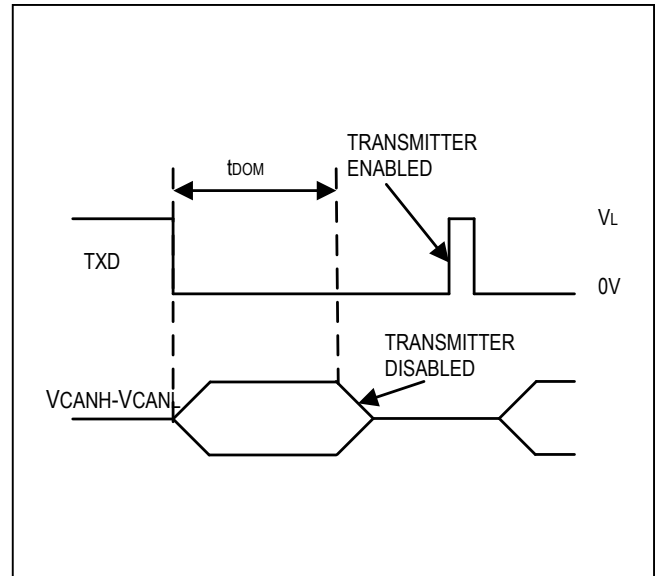 tDOM
TRANSMITTER
ENABLED
VL
TXD
0V
TRANSMITTER
DISABLED
VCANH-VCANL